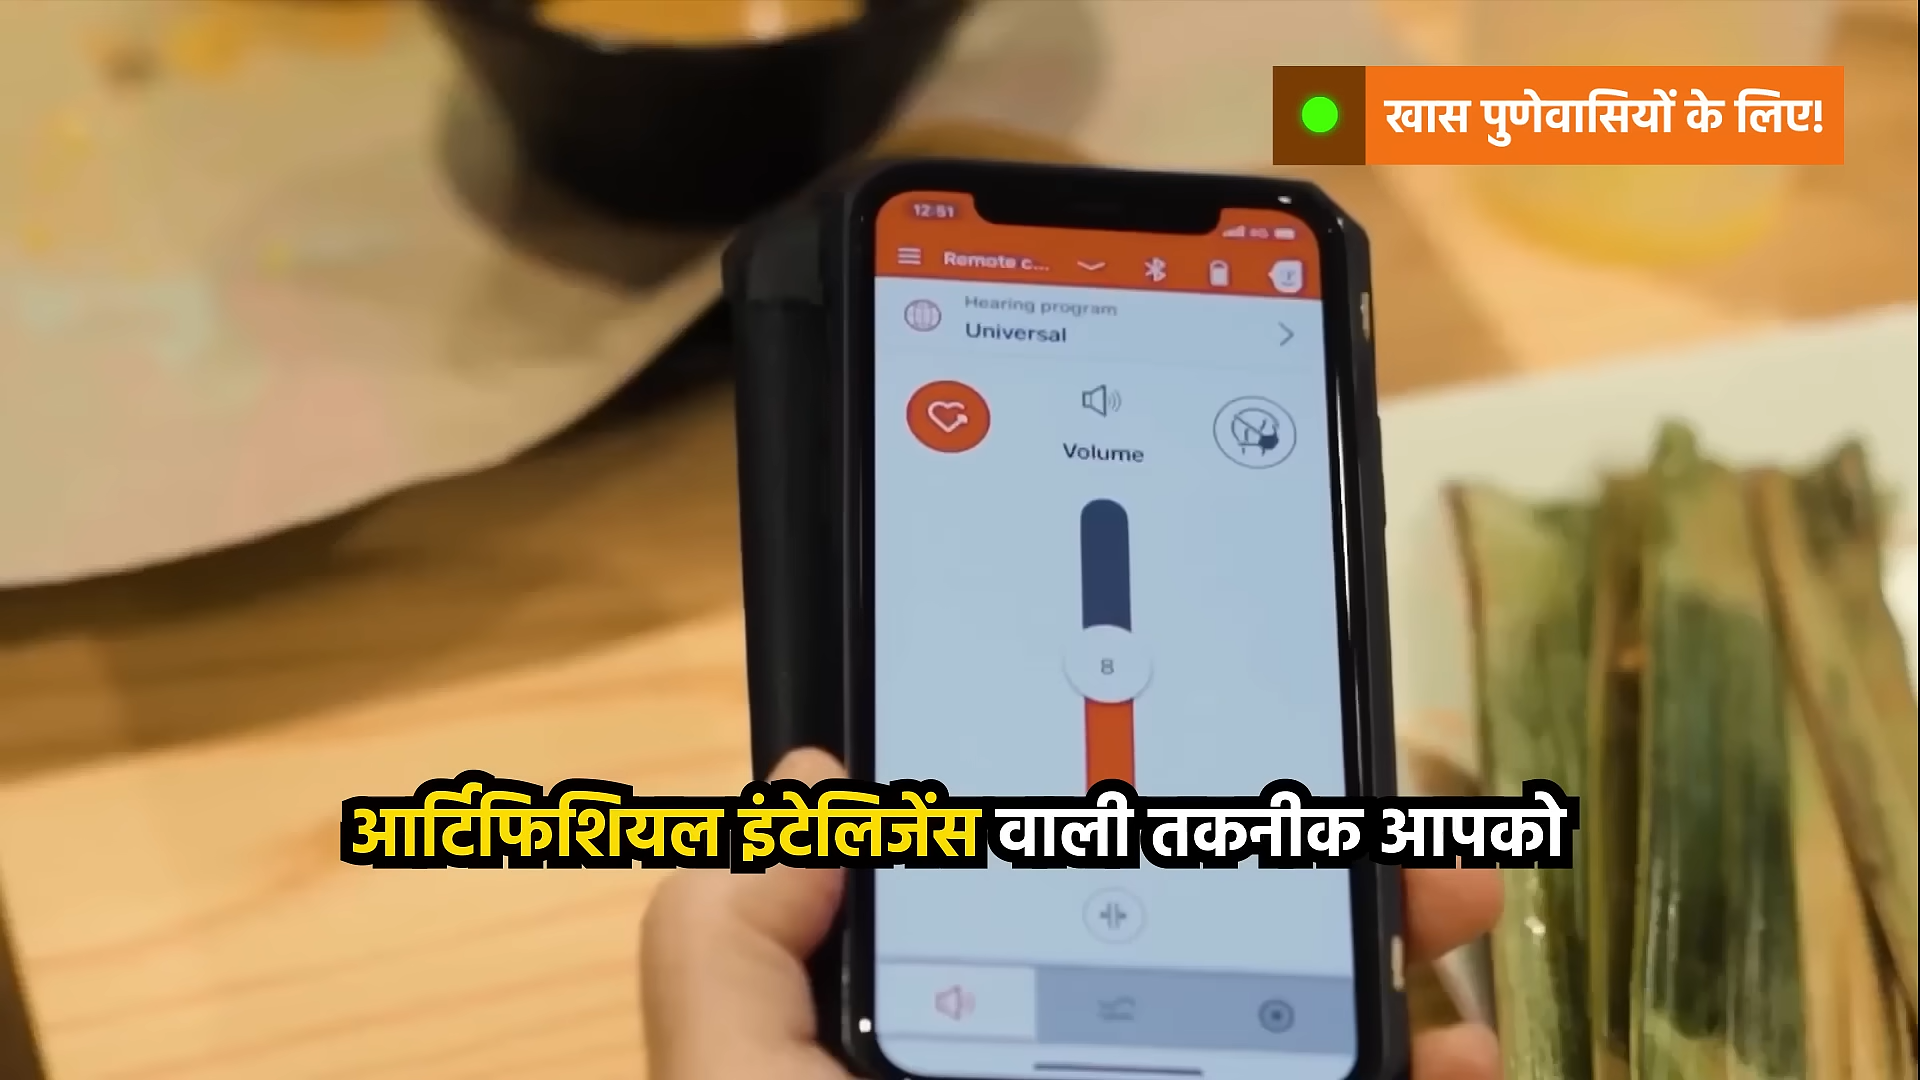 खास पुणेवासियों के लिए!
12:51
Remote c...
Hearing program
Universal
Volume
8
आर्टिफिशियल इंटेलिजेंस वाली तकनीक आपको